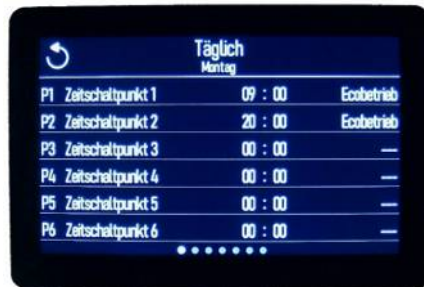 Täglich
Montag
P1 Zeitschaltpunkt 1 09 : 00 Ecobetrieb
P2 Zeitschaltpunkt 2 20 : 00 Ecobetrieb
P3 Zeitschaltpunkt 3 00 : 00 ---
P4 Zeitschaltpunkt 4 00 : 00 ---
P5 Zeitschaltpunkt 5 00 : 00 ---
P6 Zeitschaltpunkt 6 00 : 00 ---